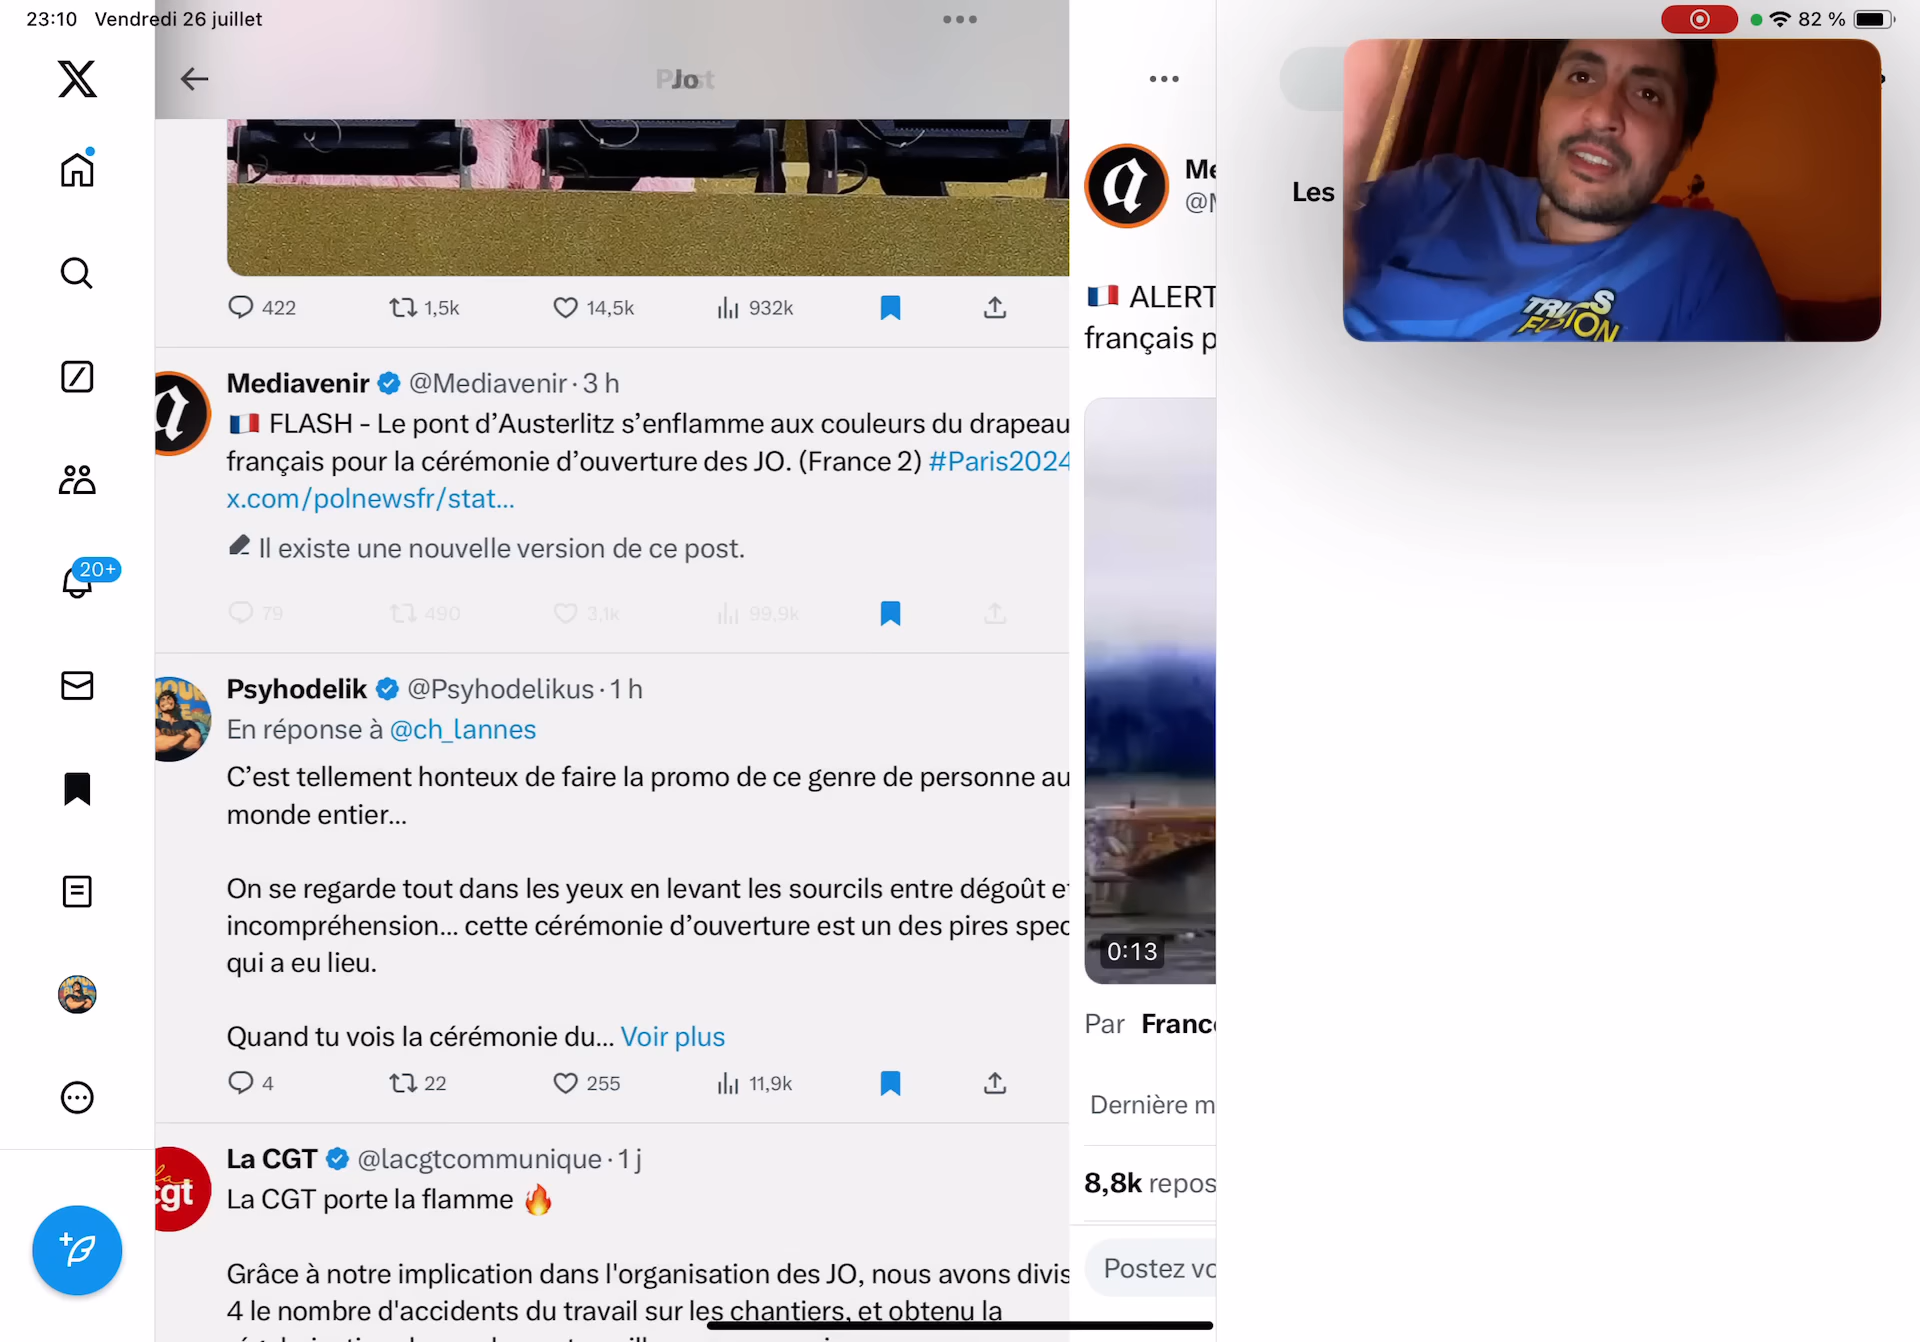 23:10 Vendredi 26 juillet
82 %
Jo
422 1,5k 14,5k 932k
Mediavenir @Mediavenir · 3 h
🇫🇷 FLASH - Le pont d’Austerlitz s’enflamme aux couleurs du drapeau
français pour la cérémonie d’ouverture des JO. (France 2) #Paris2024
x.com/polnewsfr/stat...
Il existe une nouvelle version de ce post.
79 490 3,1k 99,9k
Psyhodelik @Psyhodelikus · 1 h
En réponse à @ch_lannes
C’est tellement honteux de faire la promo de ce genre de personne au
monde entier...
On se regarde tout dans les yeux en levant les sourcils entre dégoût et
incompréhension... cette cérémonie d’ouverture est un des pires spec
qui a eu lieu.
Quand tu vois la cérémonie du... Voir plus
4 22 255 11,9k
La CGT @lacgtcommunique · 1 j
La CGT porte la flamme 🔥
Grâce à notre implication dans l'organisation des JO, nous avons divis
4 le nombre d'accidents du travail sur les chantiers, et obtenu la
20+
cgt
Me
@M
🇫🇷 ALERT
français p
0:13
Par Franc
Dernière m
8,8k repos
Postez vo
Les